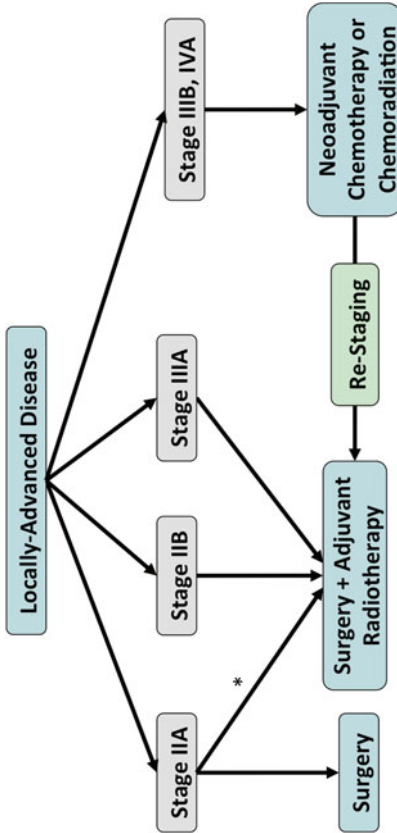 Locally-Advanced Disease
Stage IIA
Stage IIB
Stage IIIA
Stage IIIB, IVA
*
Surgery
Surgery + Adjuvant
Radiotherapy
Re-Staging
Neoadjuvant
Chemotherapy or
Chemoradiation